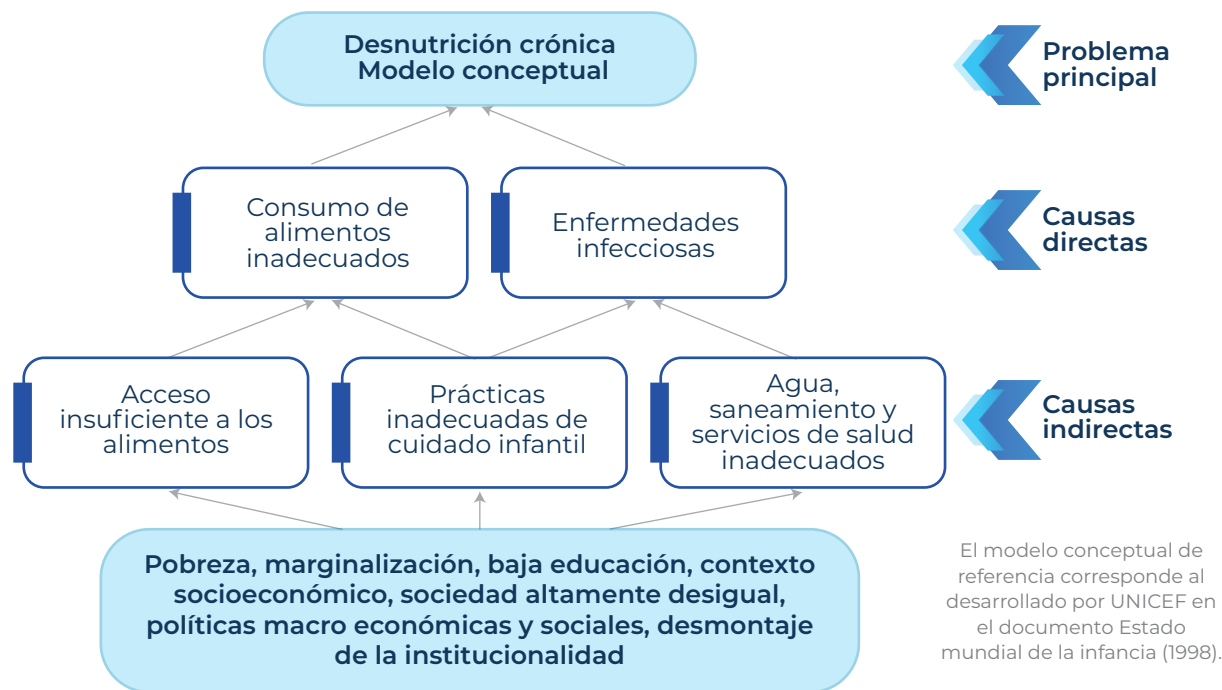 Desnutrición crónica
Modelo conceptual
Problema
principal
Consumo de
alimentos
inadecuados
Enfermedades
infecciosas
Causas
directas
Acceso
insuficiente a los
alimentos
Prácticas
inadecuadas de
cuidado infantil
Agua,
saneamiento y
servicios de salud
inadecuados
Causas
indirectas
Pobreza, marginalización, baja educación, contexto
socioeconómico, sociedad altamente desigual,
políticas macro económicas y sociales, desmontaje
de la institucionalidad
El modelo conceptual de
referencia corresponde al
desarrollado por UNICEF en
el documento Estado
mundial de la infancia (1998).